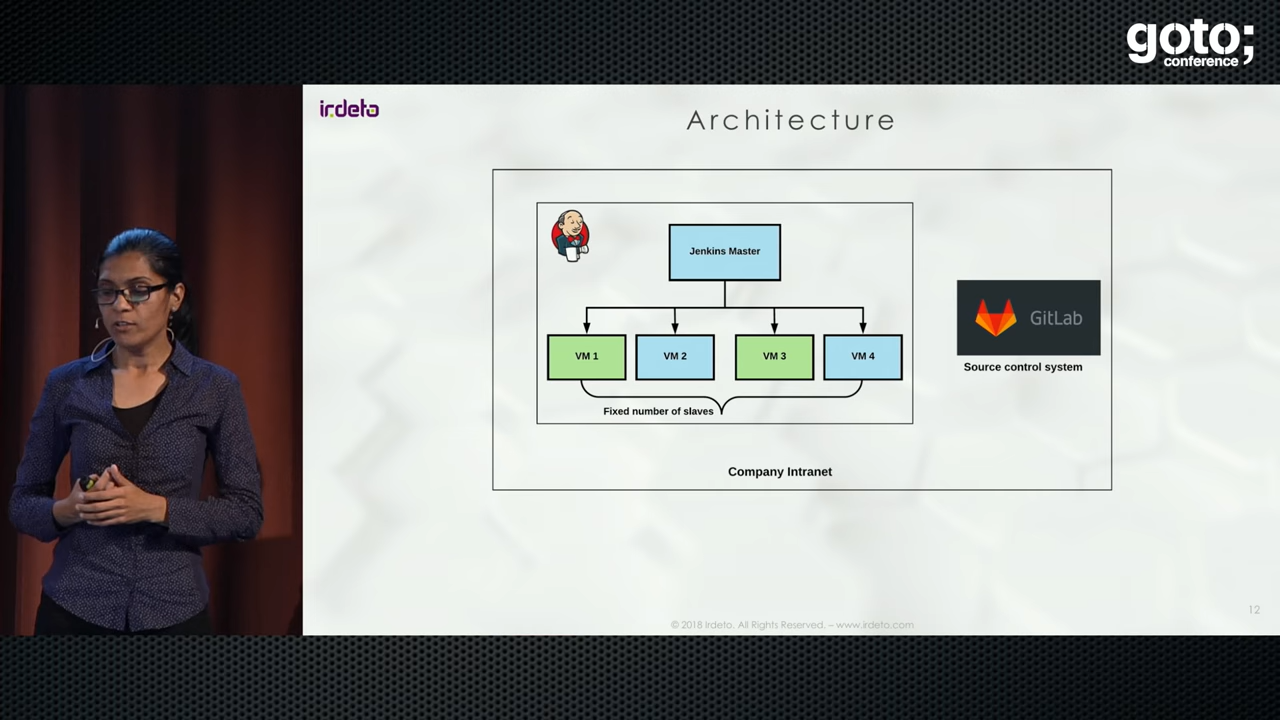 goto;
conference
irdeto
Architecture
Jenkins Master
VM 1
VM 2
VM 3
VM 4
Fixed number of slaves
GitLab
Source control system
Company Intranet
12
© 2018 Irdeto. All Rights Reserved. – www.irdeto.com